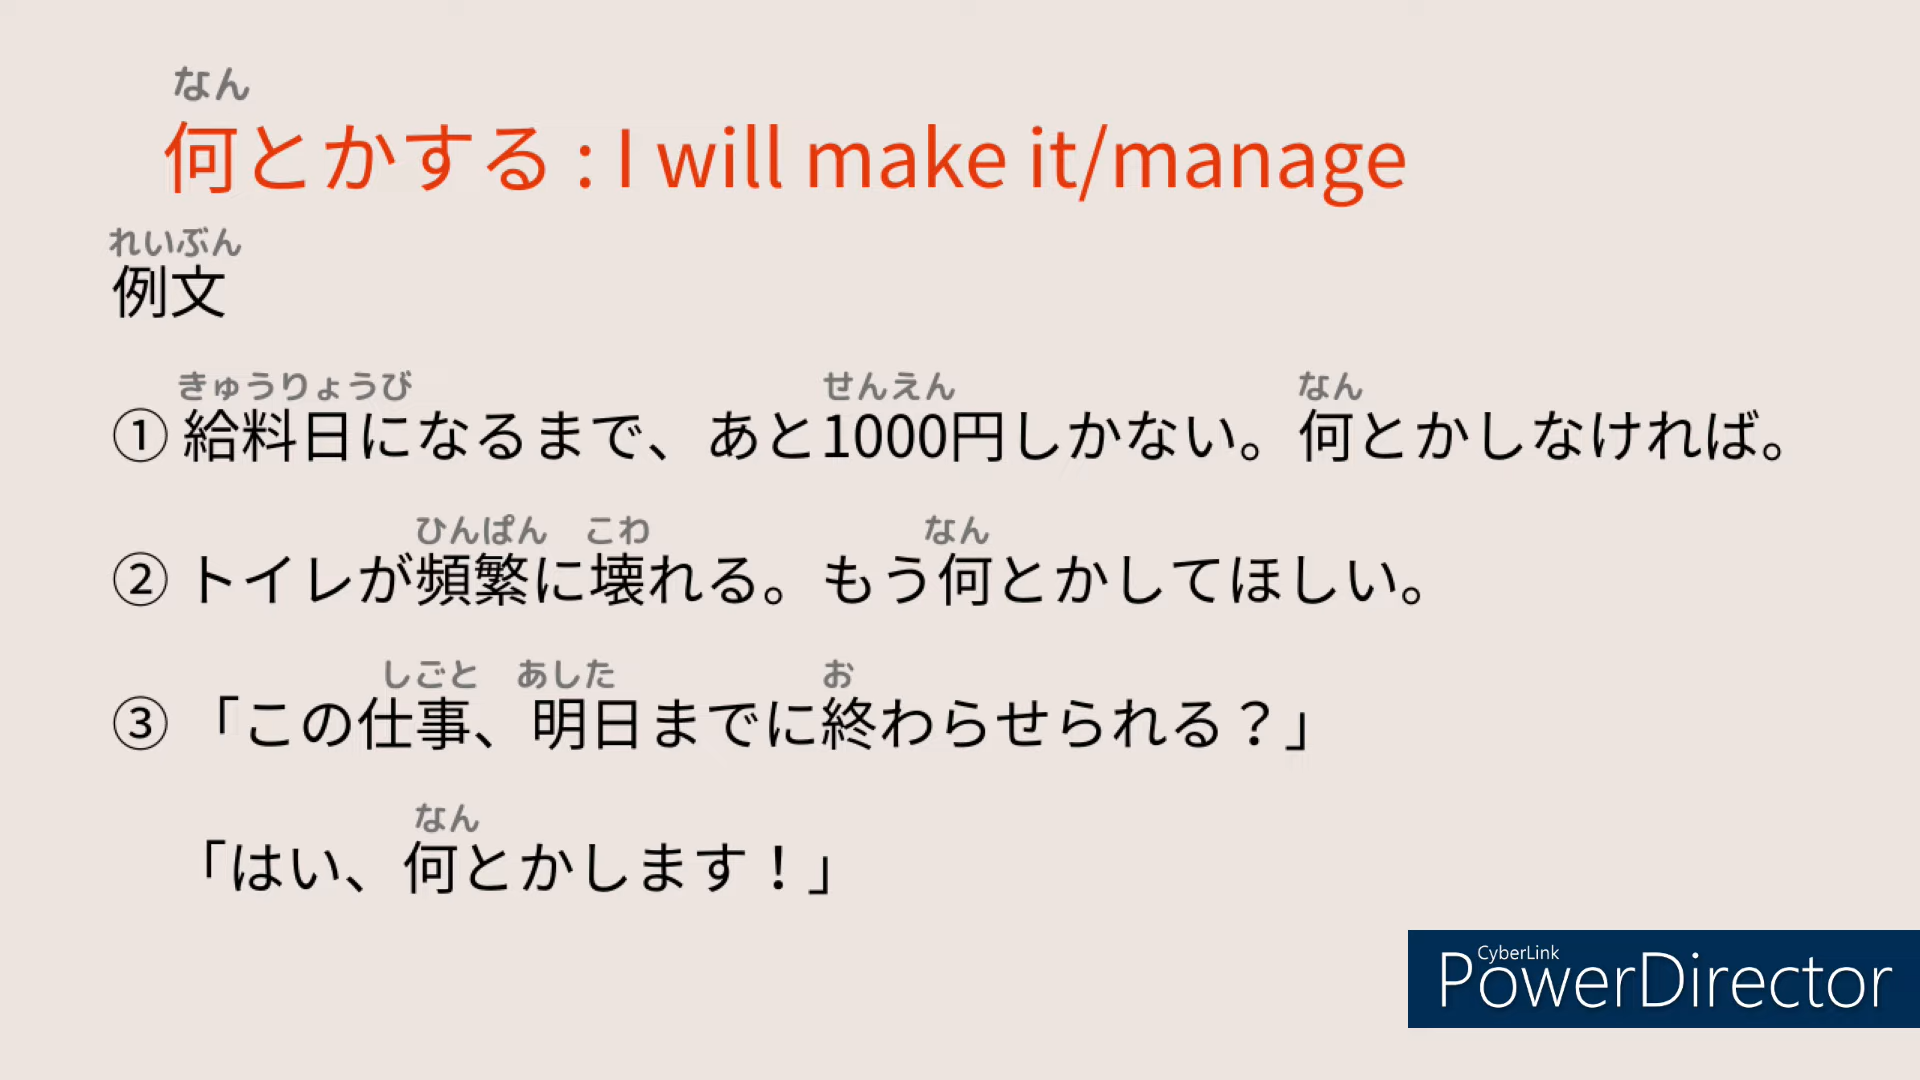 なん
何とかする : I will make it/manage
れいぶん
例文
きゅうりょうび せんえん なん
① 給料日になるまで、あと1000円しかない。何とかしなければ。
ひんぱん こわ なん
② トイレが頻繁に壊れる。もう何とかしてほしい。
しごと あした お
③ 「この仕事、明日までに終わらせられる？」
なん
「はい、何とかします！」
CyberLink
PowerDirector